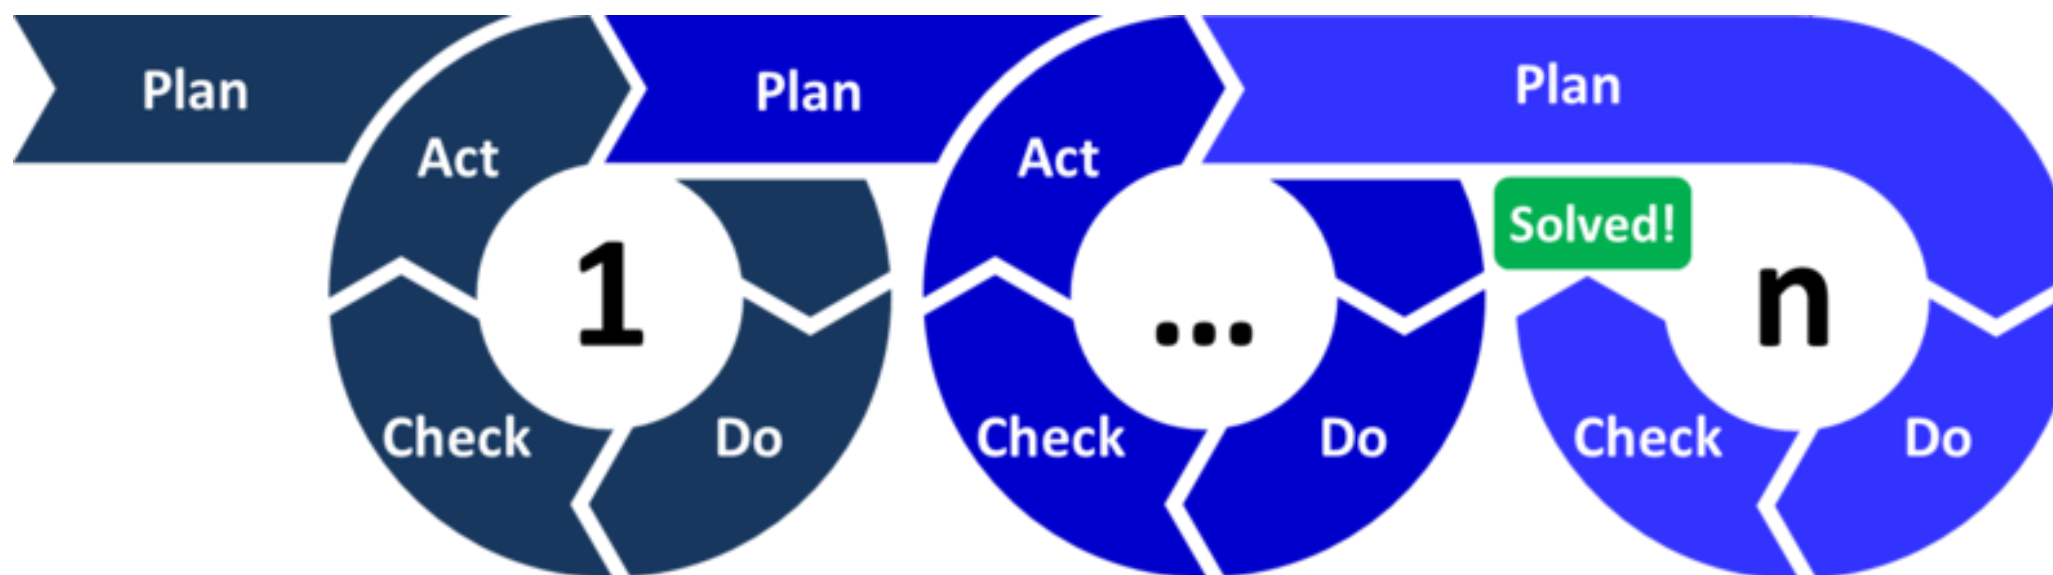 Plan
Act
1
Check
Do
Plan
Act
...
Check
Do
Plan
Solved!
n
Check
Do